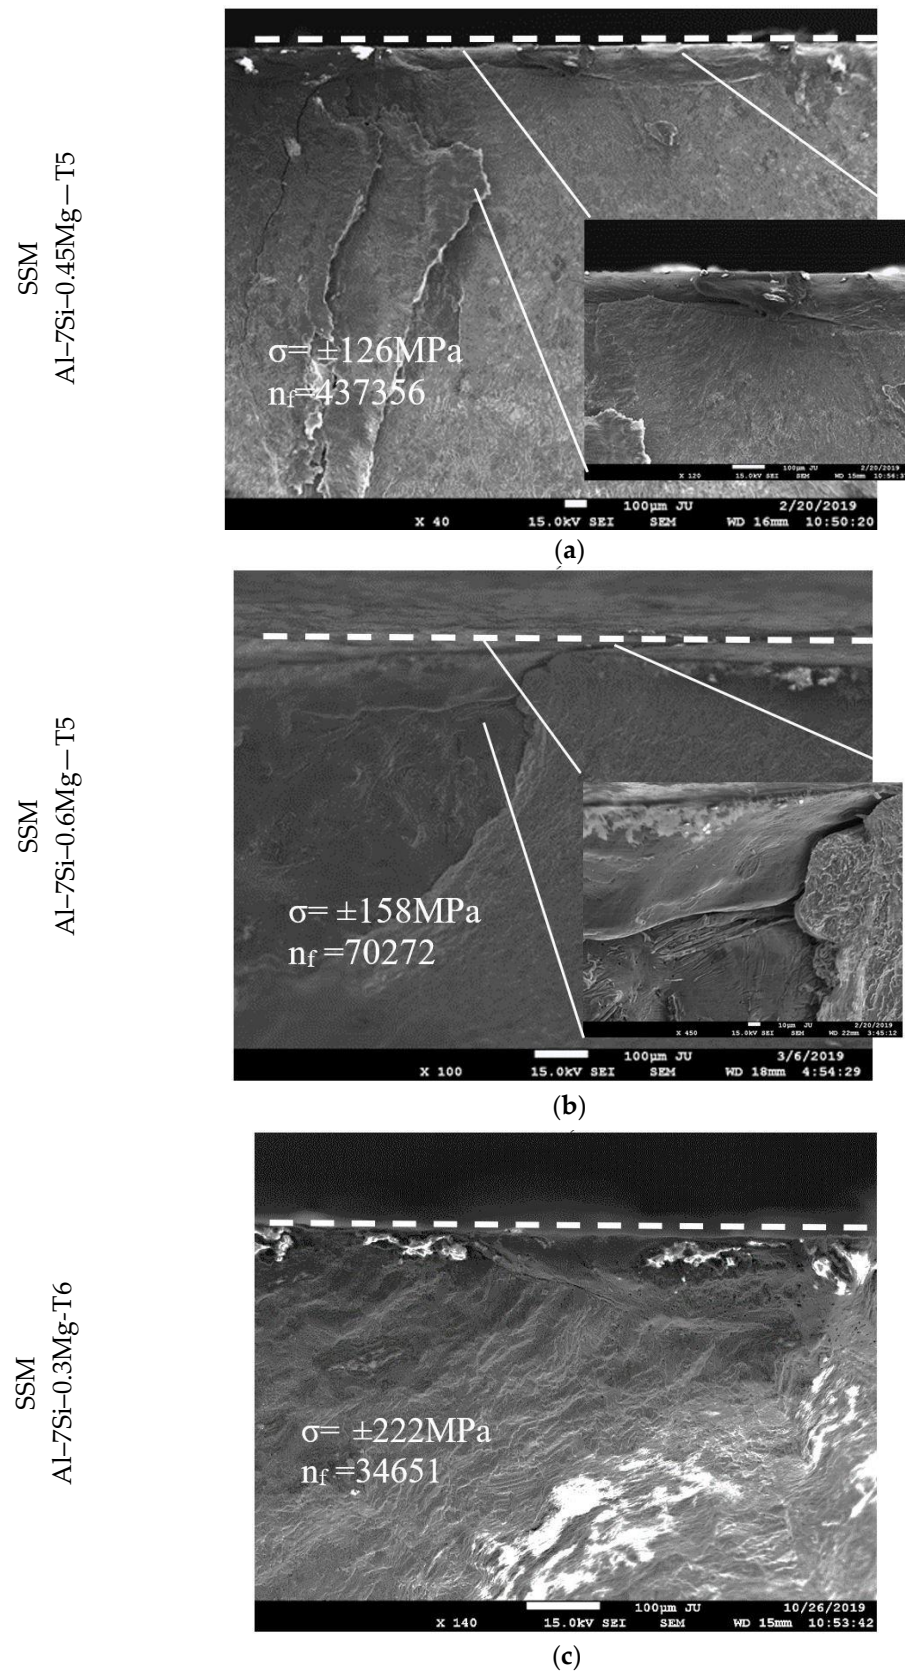 SSM
Al–7Si–0.45Mg—T5
σ= ±126MPa
nf=437356
100µm JU 2/20/2019
X 120 15.0kV SEI SEM WD 15mm 10:54:3
100µm JU 2/20/2019
X 40 15.0kV SEI SEM WD 16mm 10:50:20
(a)
SSM
Al–7Si–0.6Mg—T5
σ= ±158MPa
nf =70272
10µm JU 2/20/2019
X 450 15.0kV SEI SEM WD 22mm 3:45:12
100µm JU 3/6/2019
X 100 15.0kV SEI SEM WD 18mm 4:54:29
(b)
SSM
Al–7Si–0.3Mg-T6
σ= ±222MPa
nf =34651
100µm JU 10/26/2019
X 140 15.0kV SEI SEM WD 15mm 10:53:42
(c)